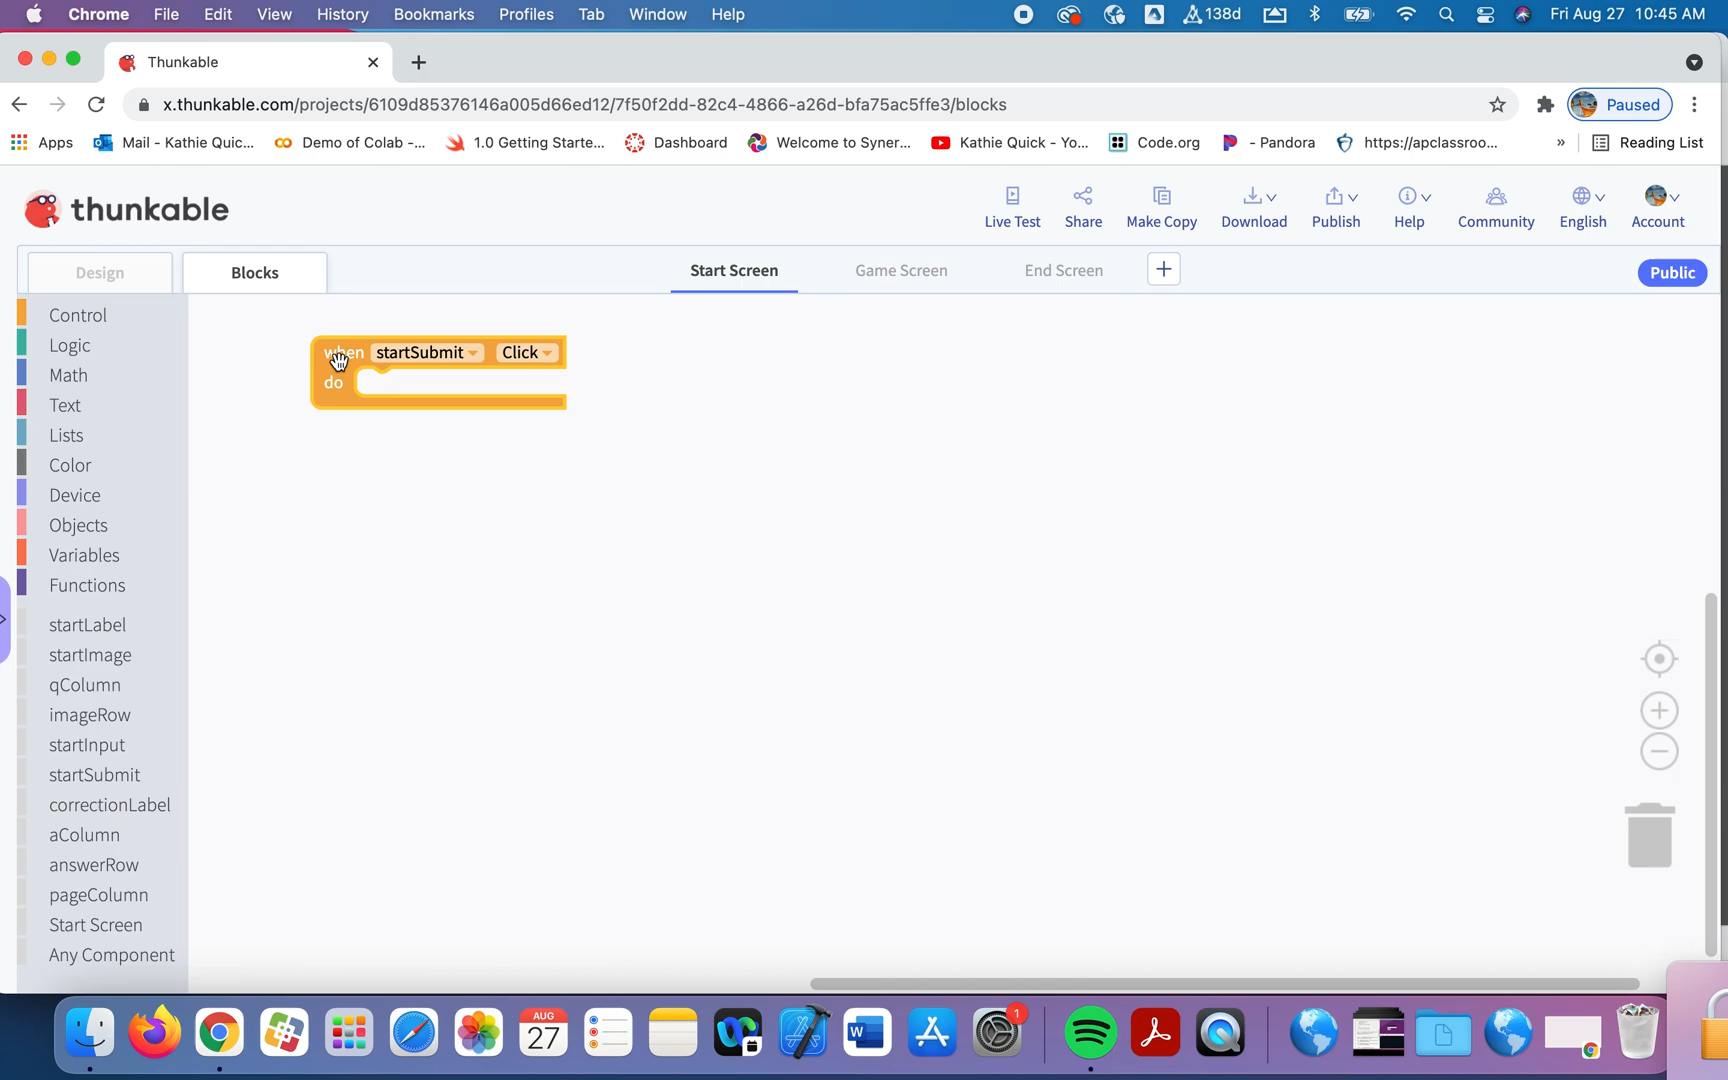 Chrome File Edit View History Bookmarks Profiles Tab Window Help 138d Fri Aug 27 10:45 AM
Thunkable
x.thunkable.com/projects/6109d85376146a005d66ed12/7f50f2dd-82c4-4866-a26d-bfa75ac5ffe3/blocks Paused
Apps Mail - Kathie Quic... Demo of Colab -... 1.0 Getting Starte... Dashboard Welcome to Syner... Kathie Quick - Yo... Code.org - Pandora https://apclassroo... » Reading List
thunkable Live Test Share Make Copy Download Publish Help Community English Account
Design Blocks Start Screen Game Screen End Screen Public
Control
Logic
Math
Text
Lists
Color
Device
Objects
Variables
Functions
startLabel
startImage
qColumn
imageRow
startInput
startSubmit
correctionLabel
aColumn
answerRow
pageColumn
Start Screen
Any Component
when startSubmit Click
do
AUG
27
W
1